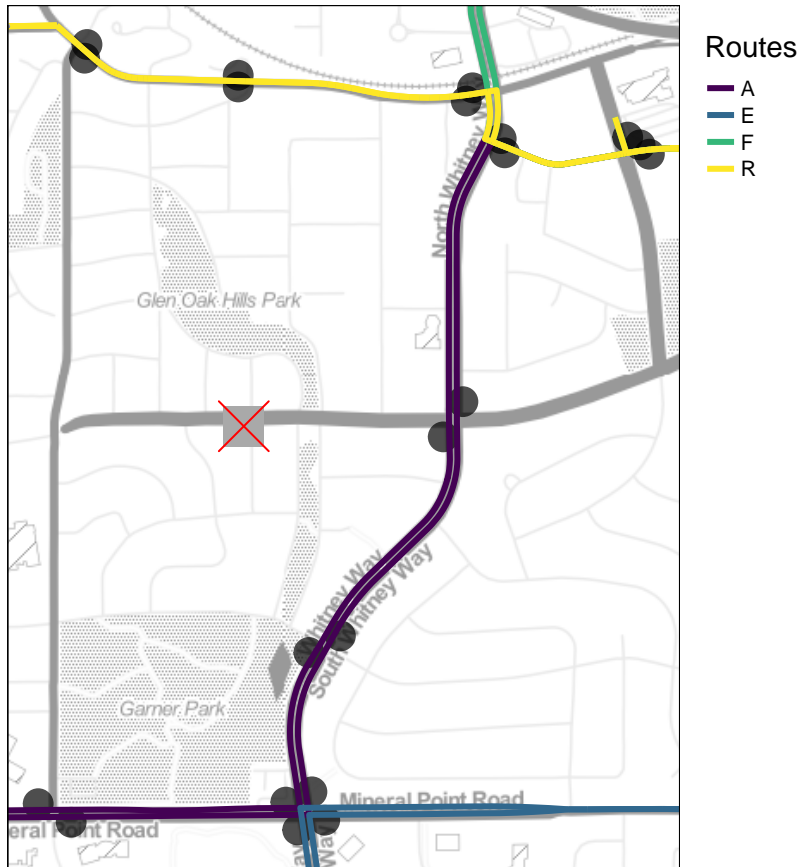 Routes
A
E
F
R
North Whitney W
Glen Oak Hills Park
Whitney Way
South Whitney Way
Garner Park
Mineral Point Road
eral Point Road
ay
Way